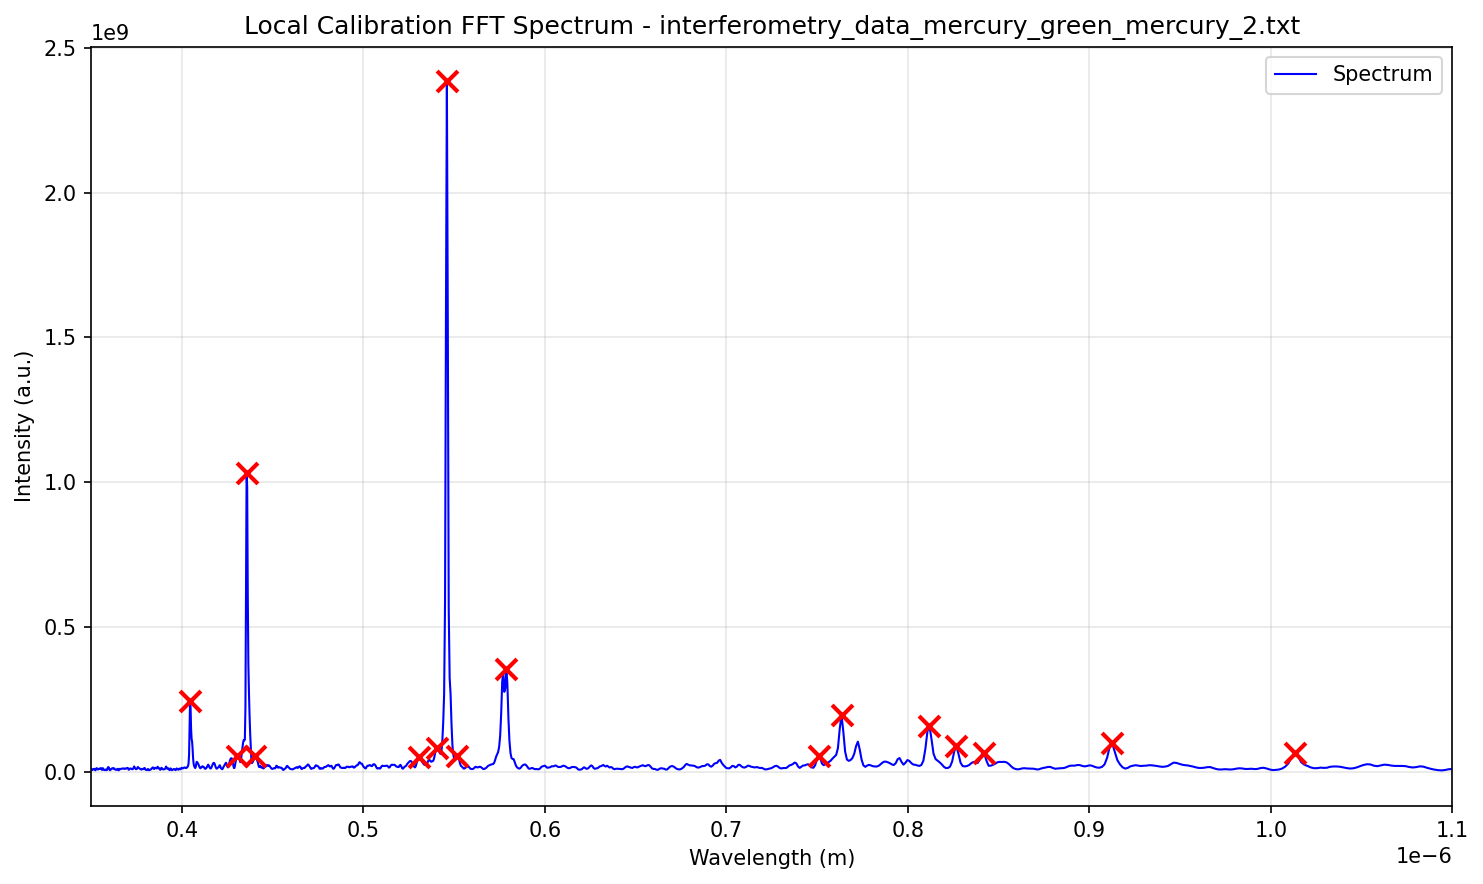 Local Calibration FFT Spectrum - interferometry_data_mercury_green_mercury_2.txt
1e9
Spectrum
2.5
2.0
1.5
1.0
0.5
0.0
Intensity (a.u.)
0.4 0.5 0.6 0.7 0.8 0.9 1.0 1.1
Wavelength (m)
1e−6